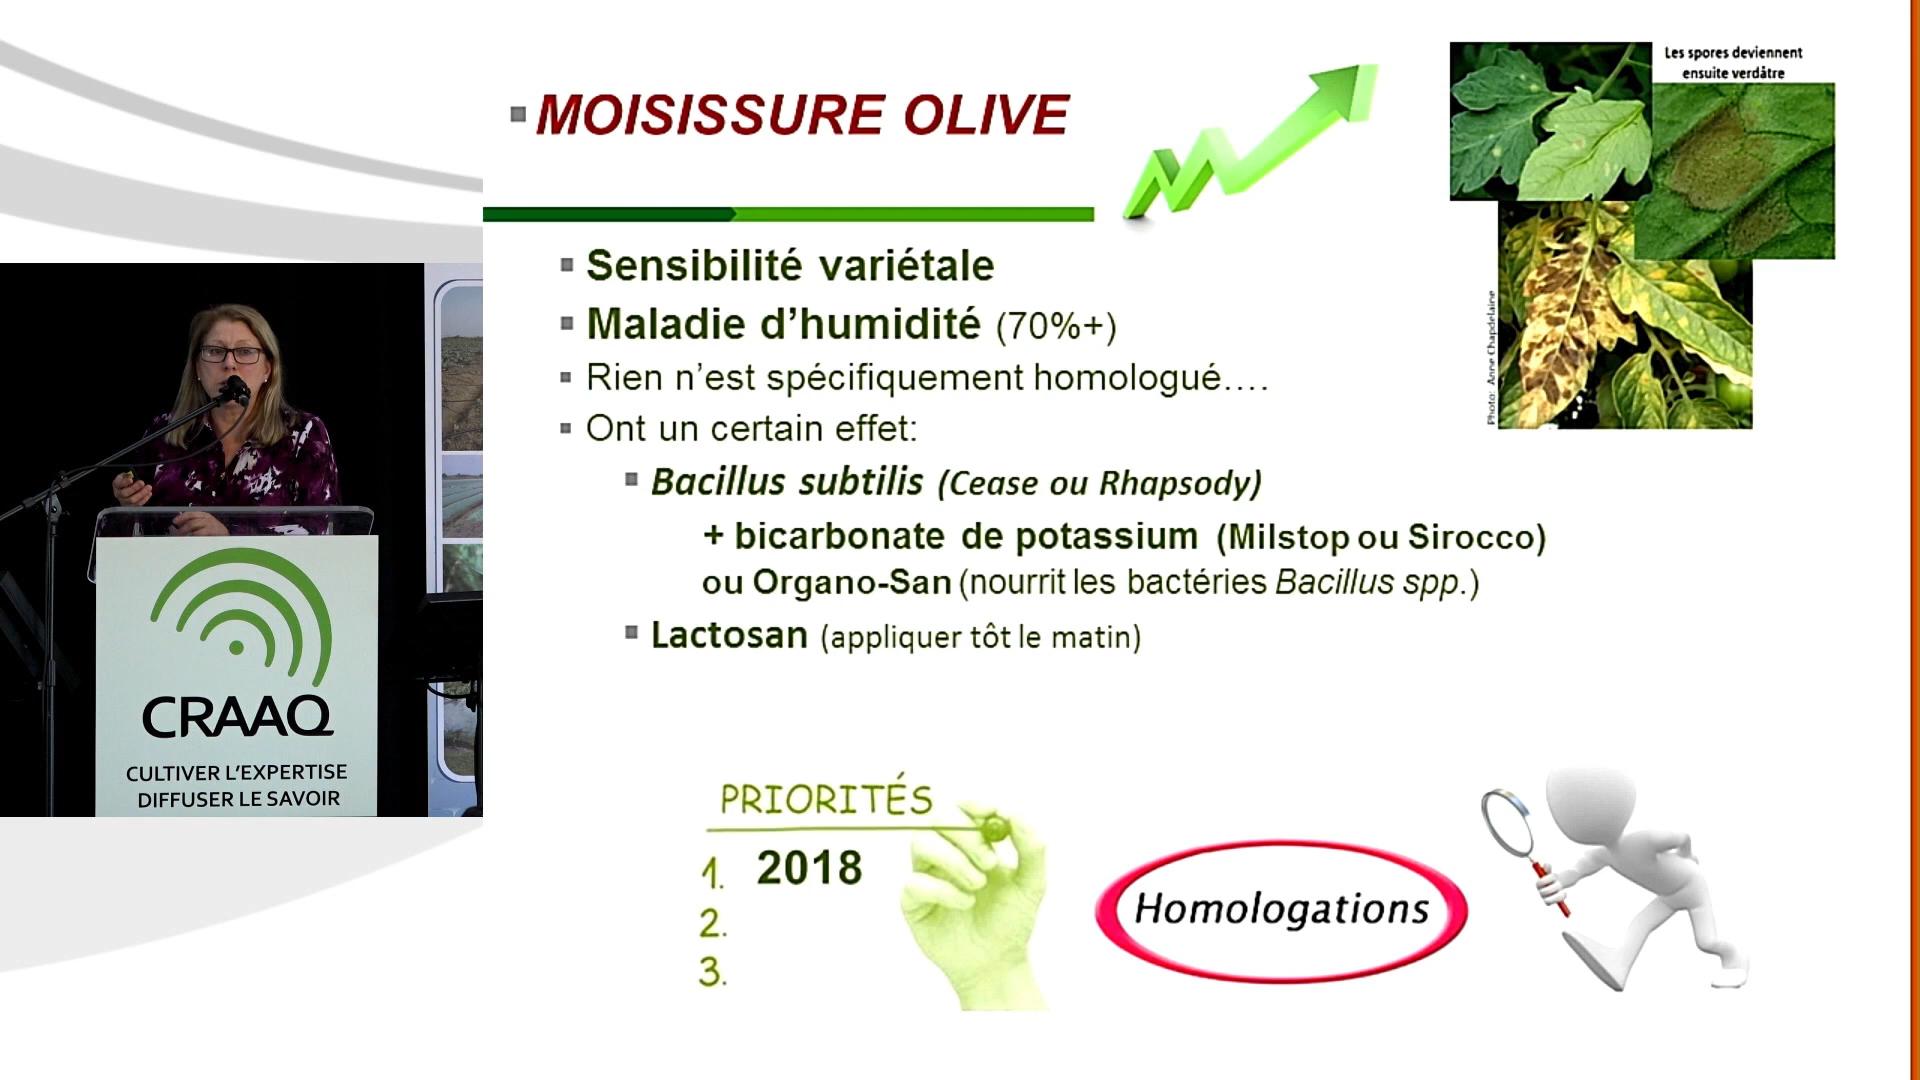 MOISISSURE OLIVE
Les spores deviennent
ensuite verdâtre
Sensibilité variétale
Maladie d’humidité (70%+)
Rien n’est spécifiquement homologué….
Ont un certain effet:
Bacillus subtilis (Cease ou Rhapsody)
+ bicarbonate de potassium (Milstop ou Sirocco)
ou Organo-San (nourrit les bactéries Bacillus spp.)
Lactosan (appliquer tôt le matin)
Photo: Anne Chapdelaine
PRIORITÉS
1. 2018
2.
3.
Homologations
CRAAQ
CULTIVER L’EXPERTISE
DIFFUSER LE SAVOIR